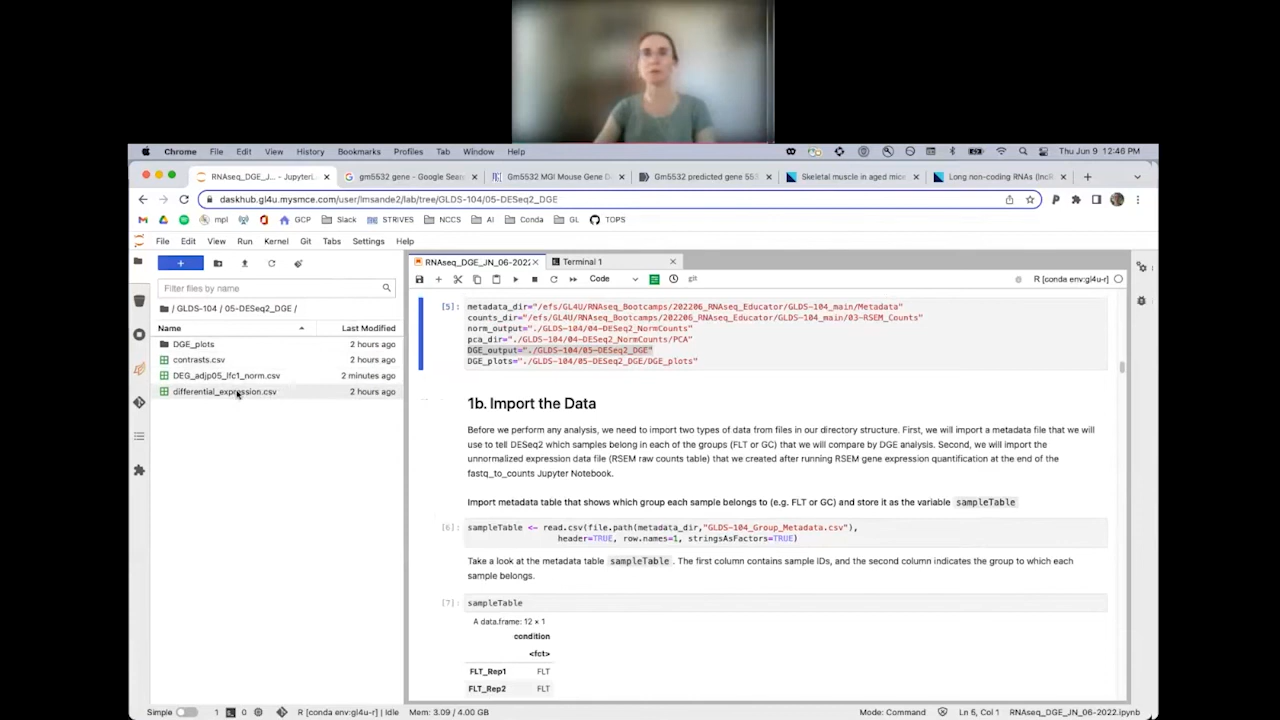 Chrome File Edit View History Bookmarks Profiles Tab Window Help Thu Jun 9 12:46 PM
RNAseq_DGE_J... - JupyterL gm5532 gene - Google Sear Gm5532 MGI Mouse Gene D Gm5532 predicted gene 553 Skeletal muscle in aged mice Long non-coding RNAs (lncR
daskhub.gl4u.mysmce.com/user/lmsande2/lab/tree/GLDS-104/05-DESeq2_DGE
mpl GCP Slack STRIVES NCCS AI Conda GL TOPS
File Edit View Run Kernel Git Tabs Settings Help
RNAseq_DGE_JN_06-2022. Terminal 1
+ Code git R [conda env:gl4u-r]
Filter files by name
/ GLDS-104 / 05-DESeq2_DGE /
Name Last Modified
DGE_plots 2 hours ago
contrasts.csv 2 hours ago
DEG_adjp05_lfc1_norm.csv 2 minutes ago
differential_expression.csv 2 hours ago
[5]: metadata_dir="/efs/GL4U/RNAseq_Bootcamps/202206_RNAseq_Educator/GLDS-104_main/Metadata"
counts_dir="/efs/GL4U/RNAseq_Bootcamps/202206_RNAseq_Educator/GLDS-104_main/03-RSEM_Counts"
norm_output="./GLDS-104/04-DESeq2_NormCounts"
pca_dir="./GLDS-104/04-DESeq2_NormCounts/PCA"
DGE_output="./GLDS-104/05-DESeq2_DGE"
DGE_plots="./GLDS-104/05-DESeq2_DGE/DGE_plots"
1b. Import the Data
Before we perform any analysis, we need to import two types of data from files in our directory structure. First, we will import a metadata file that we will
use to tell DESeq2 which samples belong in each of the groups (FLT or GC) that we will compare by DGE analysis. Second, we will import the
unnormalized expression data file (RSEM raw counts table) that we created after running RSEM gene expression quantification at the end of the
fastq_to_counts Jupyter Notebook.
Import metadata table that shows which group each sample belongs to (e.g. FLT or GC) and store it as the variable sampleTable
[6]: sampleTable <- read.csv(file.path(metadata_dir,"GLDS-104_Group_Metadata.csv"),
header=TRUE, row.names=1, stringsAsFactors=TRUE)
Take a look at the metadata table sampleTable . The first column contains sample IDs, and the second column indicates the group to which each
sample belongs.
[7]: sampleTable
A data.frame: 12 × 1
condition
<fct>
FLT_Rep1 FLT
FLT_Rep2 FLT
Simple 1 0 R [conda env:gl4u-r] | Idle Mem: 3.09 / 4.00 GB Mode: Command Ln 5, Col 1 RNAseq_DGE_JN_06-2022.ipynb